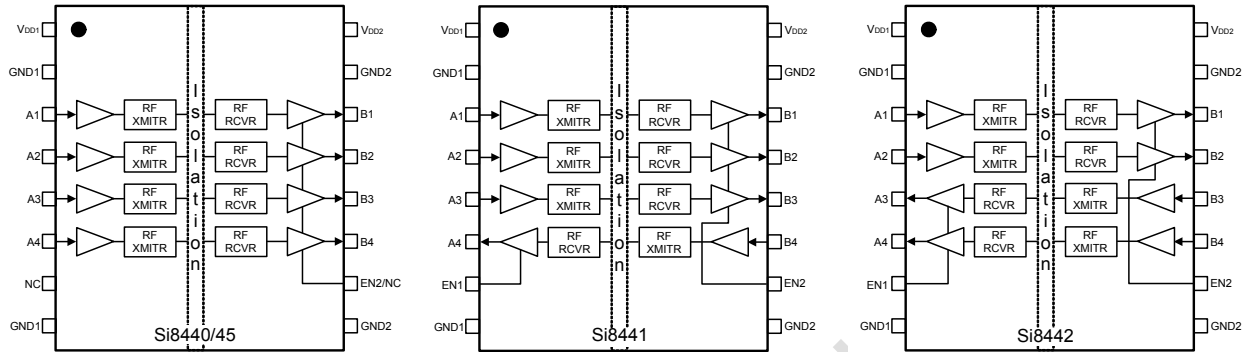 VDD1
VDD2
GND1
GND2
A1
RF XMITR
RF RCVR
B1
A2
RF XMITR
RF RCVR
B2
A3
RF XMITR
RF RCVR
B3
A4
RF XMITR
RF RCVR
B4
NC
EN2/NC
GND1
GND2
Isolation
Si8440/45
VDD1
VDD2
GND1
GND2
A1
RF XMITR
RF RCVR
B1
A2
RF XMITR
RF RCVR
B2
A3
RF XMITR
RF RCVR
B3
A4
RF RCVR
RF XMITR
B4
EN1
EN2
GND1
GND2
Isolation
Si8441
VDD1
VDD2
GND1
GND2
A1
RF XMITR
RF RCVR
B1
A2
RF XMITR
RF RCVR
B2
A3
RF RCVR
RF XMITR
B3
A4
RF RCVR
RF XMITR
B4
EN1
EN2
GND1
GND2
Isolation
Si8442